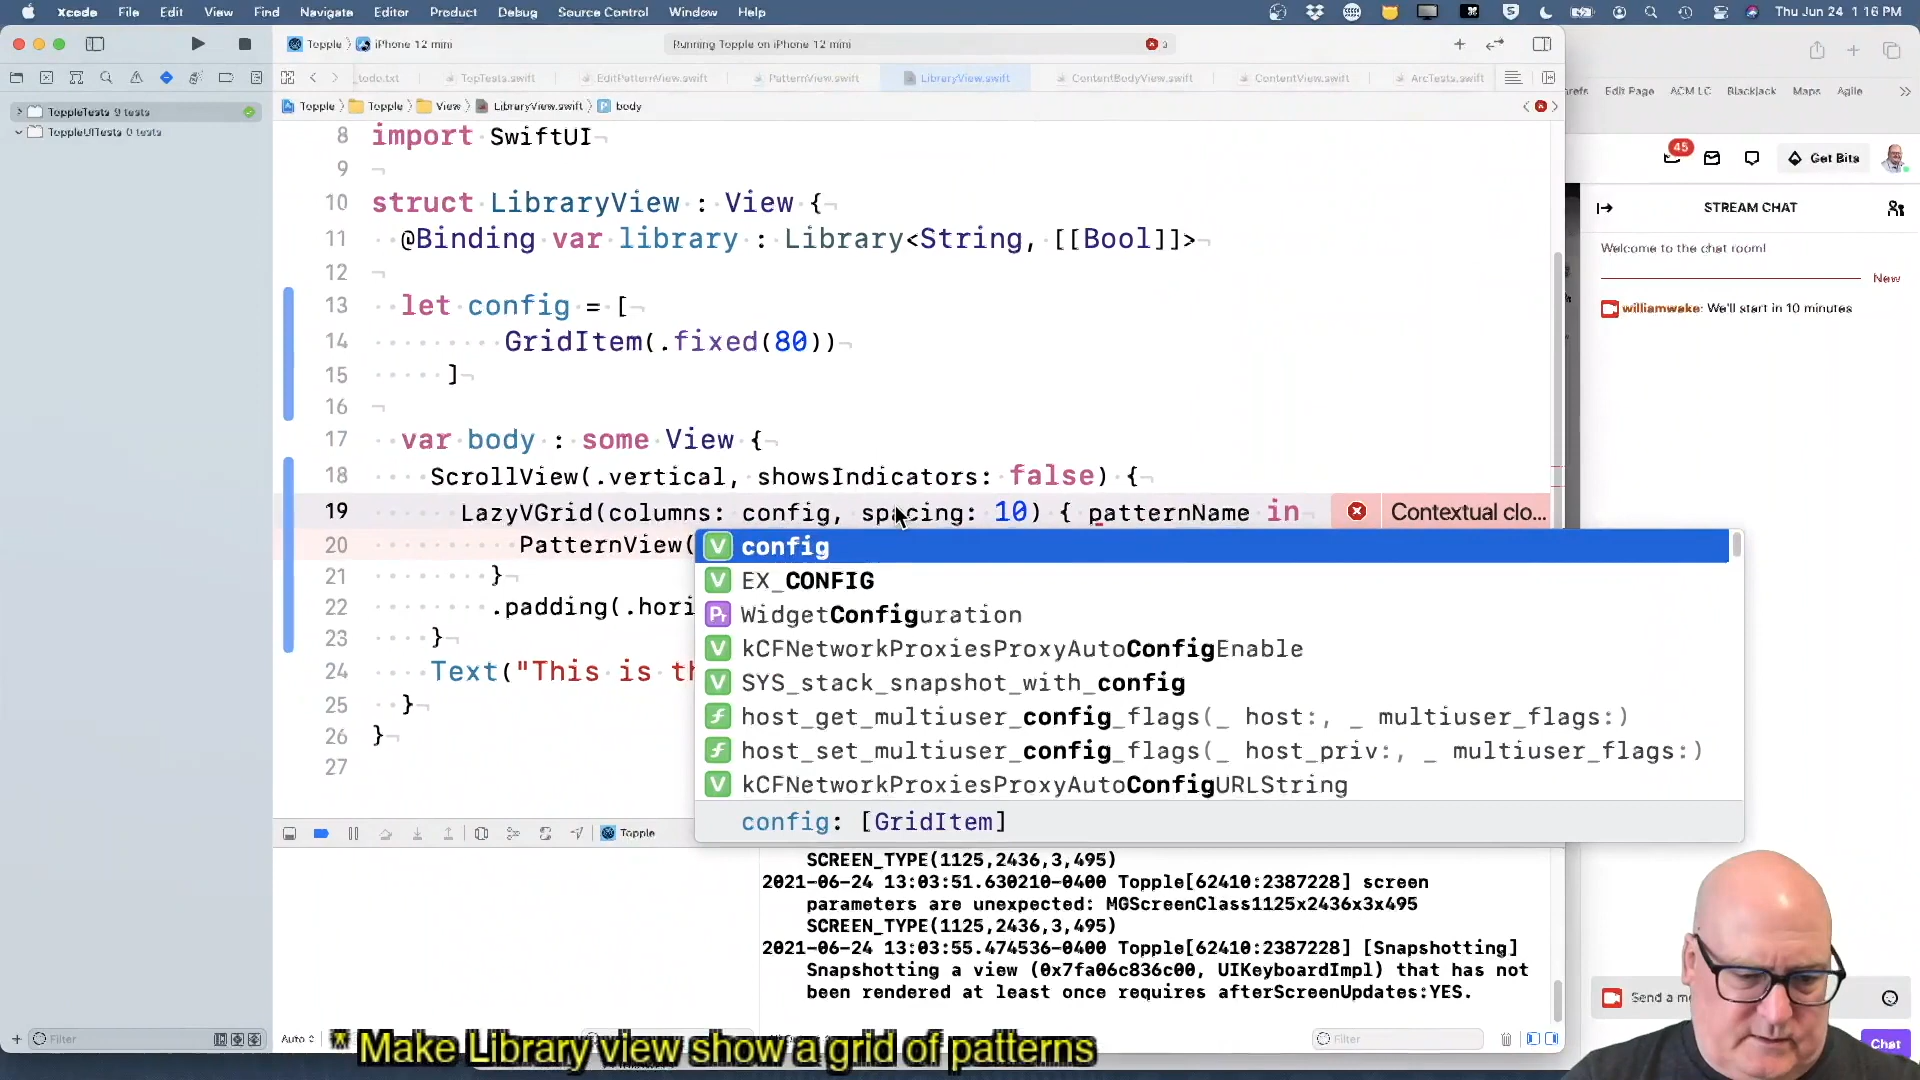 Xcode File Edit View Find Navigate Editor Product Debug Source Control Window Help
Thu Jun 24 1:16 PM
Topple iPhone 12 mini
Running Topple on iPhone 12 mini
todo.txt TopTests.swift EditPatternView.swift PatternView.swift LibraryView.swift ContentBodyView.swift ContentView.swift ArcTests.swift
Topple Topple View LibraryView.swift body
ToppleTests 9 tests
ToppleUITests 0 tests
8 import SwiftUI
9
10 struct LibraryView : View {
11 @Binding var library : Library<String, [[Bool]]>
12
13 let config = [
14 GridItem(.fixed(80))
15 ]
16
17 var body : some View {
18 ScrollView(.vertical, showsIndicators: false) {
19 LazyVGrid(columns: config, spacing: 10) { patternName in
Contextual clo...
20 PatternView(
21 }
22 .padding(.hori
23 }
24 Text("This is th
25 }
26 }
27
config
EX_CONFIG
WidgetConfiguration
kCFNetworkProxiesProxyAutoConfigEnable
SYS_stack_snapshot_with_config
host_get_multiuser_config_flags(_ host:, _ multiuser_flags:)
host_set_multiuser_config_flags(_ host_priv:, _ multiuser_flags:)
kCFNetworkProxiesProxyAutoConfigURLString
config: [GridItem]
Topple
SCREEN_TYPE(1125,2436,3,495)
2021-06-24 13:03:51.630210-0400 Topple[62410:2387228] screen
parameters are unexpected: MGScreenClass1125x2436x3x495
SCREEN_TYPE(1125,2436,3,495)
2021-06-24 13:03:55.474536-0400 Topple[62410:2387228] [Snapshotting]
Snapshotting a view (0x7fa06c836c00, UIKeyboardImpl) that has not
been rendered at least once requires afterScreenUpdates:YES.
Filter
Auto
Filter
* Make Library view show a grid of patterns
Edit Page ACM LC Blackjack Maps Agile
45
Get Bits
STREAM CHAT
Welcome to the chat room!
New
williamwake: We'll start in 10 minutes
Send a
Chat